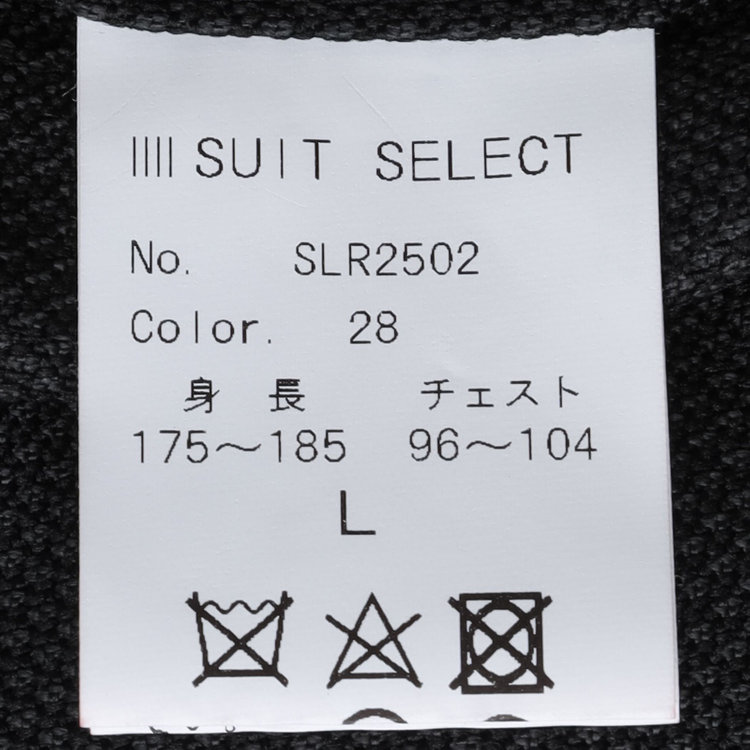 SUIT SELECT
No. SLR2502
Color. 28
身 長 チェスト
175～185 96～104
L